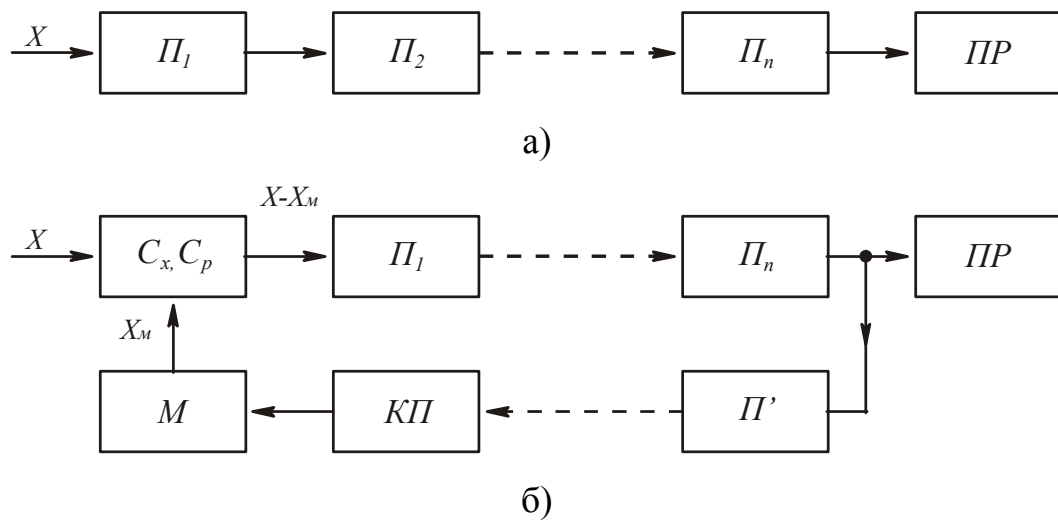 X П₁ П₂ Пₙ ПР
а)
X-Xм
X Cₓ, Cₚ П₁ Пₙ ПР
Xм
М КП П’
б)